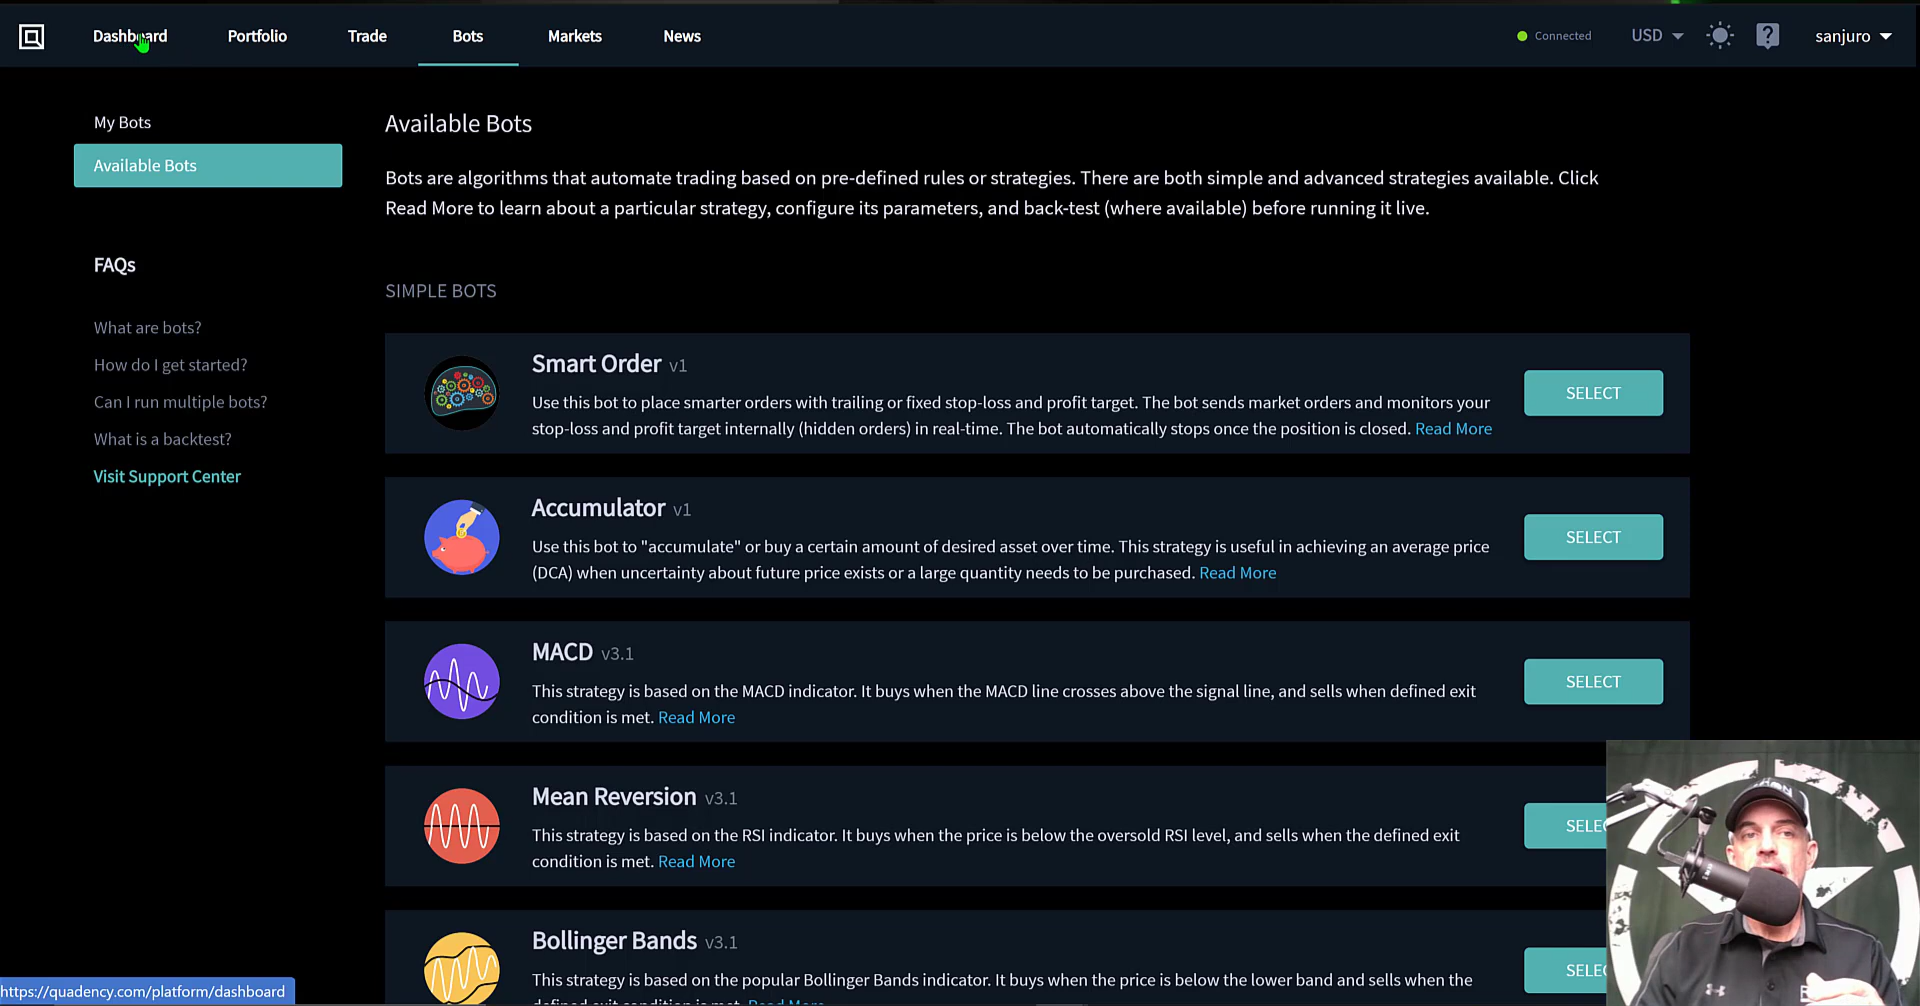 Dashboard Portfolio Trade Bots Markets News Connected USD ? sanjuro
My Bots
Available Bots
FAQs
What are bots?
How do I get started?
Can I run multiple bots?
What is a backtest?
Visit Support Center
Available Bots
Bots are algorithms that automate trading based on pre-defined rules or strategies. There are both simple and advanced strategies available. Click
Read More to learn about a particular strategy, configure its parameters, and back-test (where available) before running it live.
SIMPLE BOTS
Smart Order v1
Use this bot to place smarter orders with trailing or fixed stop-loss and profit target. The bot sends market orders and monitors your
stop-loss and profit target internally (hidden orders) in real-time. The bot automatically stops once the position is closed. Read More
SELECT
Accumulator v1
Use this bot to "accumulate" or buy a certain amount of desired asset over time. This strategy is useful in achieving an average price
(DCA) when uncertainty about future price exists or a large quantity needs to be purchased. Read More
SELECT
MACD v3.1
This strategy is based on the MACD indicator. It buys when the MACD line crosses above the signal line, and sells when defined exit
condition is met. Read More
SELECT
Mean Reversion v3.1
This strategy is based on the RSI indicator. It buys when the price is below the oversold RSI level, and sells when the defined exit
condition is met. Read More
SELE
Bollinger Bands v3.1
This strategy is based on the popular Bollinger Bands indicator. It buys when the price is below the lower band and sells when the
defined exit condition is met. Read More
SELE
https://quadency.com/platform/dashboard